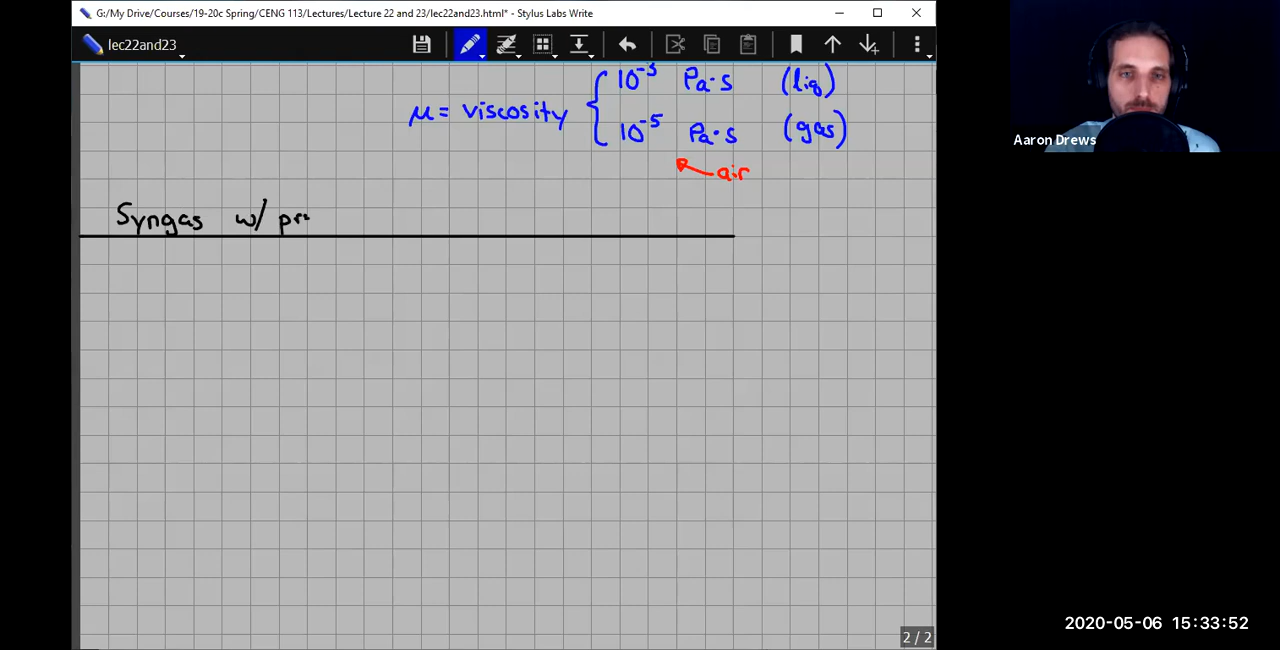 G:/My Drive/Courses/19-20c Spring/CENG 113/Lectures/Lecture 22 and 23/lec22and23.html* - Stylus Labs Write
lec22and23
10⁻³ Pa·s (liq)
μ = viscosity {
10⁻⁵ Pa·s (gas)
air
Syngas w/ pr
Aaron Drews
2020-05-06 15:33:52
2 / 2